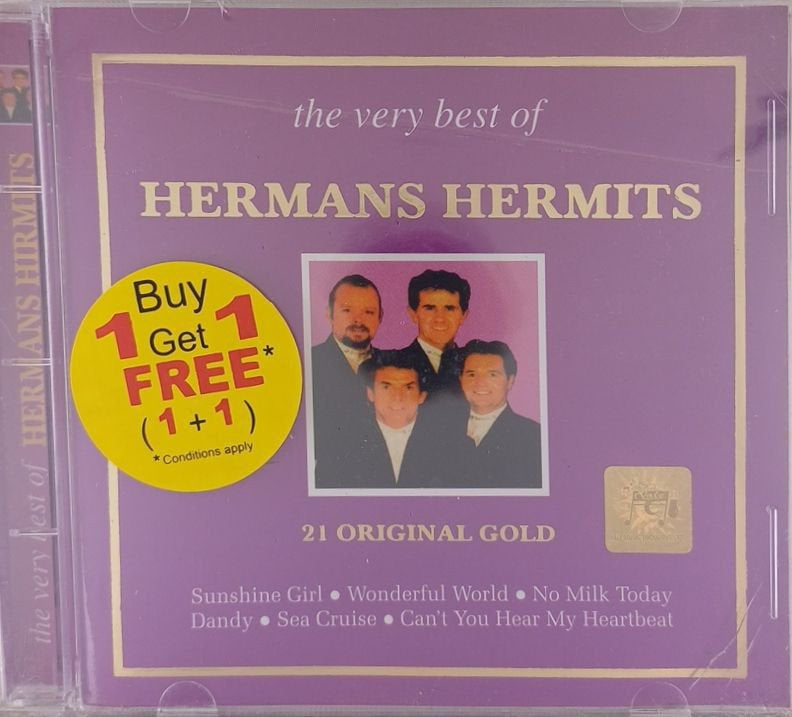 the very best of
HERMANS HERMITS
Buy
1 Get 1
FREE*
(1 + 1)
*Conditions apply
21 ORIGINAL GOLD
Sunshine Girl • Wonderful World • No Milk Today
Dandy • Sea Cruise • Can't You Hear My Heartbeat
the very best of HERMANS HIRMITS